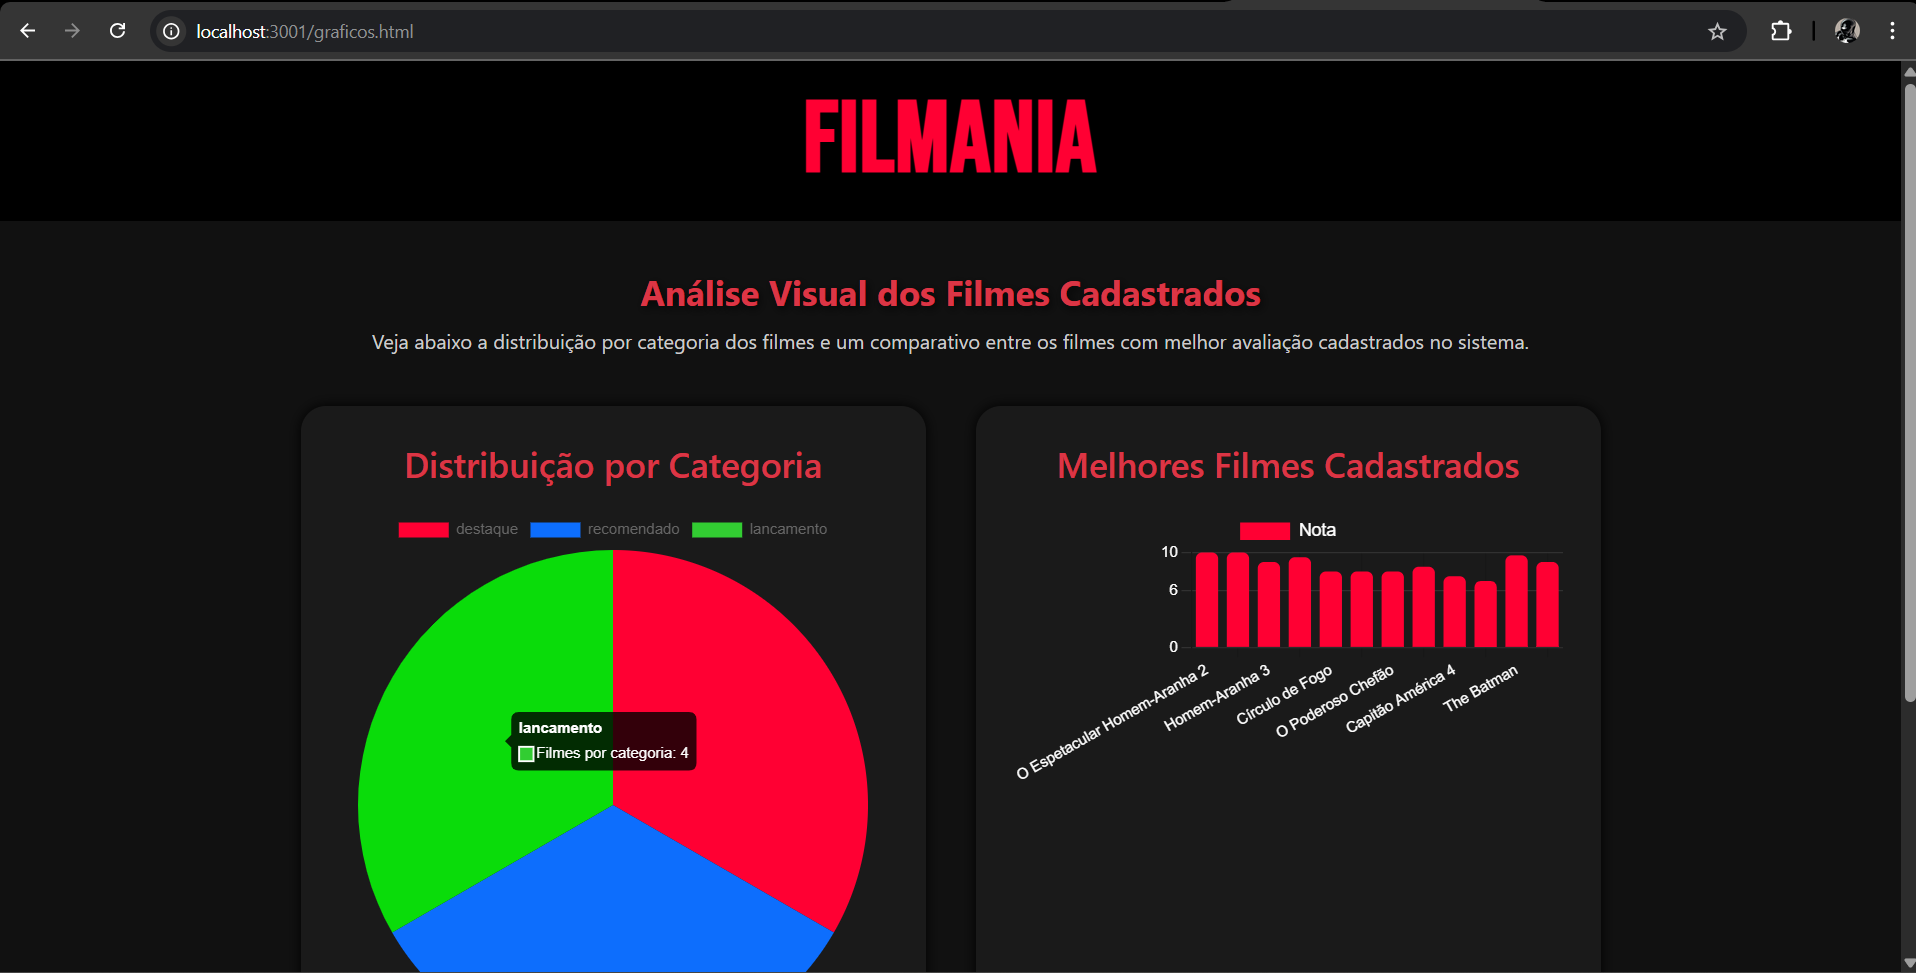 localhost:3001/graficos.html
FILMANIA
Análise Visual dos Filmes Cadastrados
Veja abaixo a distribuição por categoria dos filmes e um comparativo entre os filmes com melhor avaliação cadastrados no sistema.
Distribuição por Categoria
destaque recomendado lancamento
lancamento
Filmes por categoria: 4
Melhores Filmes Cadastrados
Nota
10
6
0
O Espetacular Homem-Aranha 2
Homem-Aranha 3
Círculo de Fogo
O Poderoso Chefão
Capitão América 4
The Batman